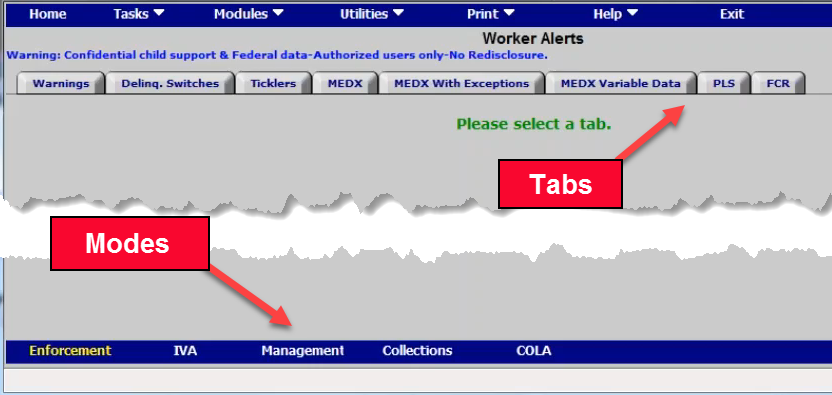 Home Tasks Modules Utilities Print Help Exit
Worker Alerts
Warning: Confidential child support & Federal data-Authorized users only-No Redisclosure.
Warnings Delinq. Switches Ticklers MEDX MEDX With Exceptions MEDX Variable Data PLS FCR
Please select a tab.
Tabs
Modes
Enforcement IVA Management Collections COLA